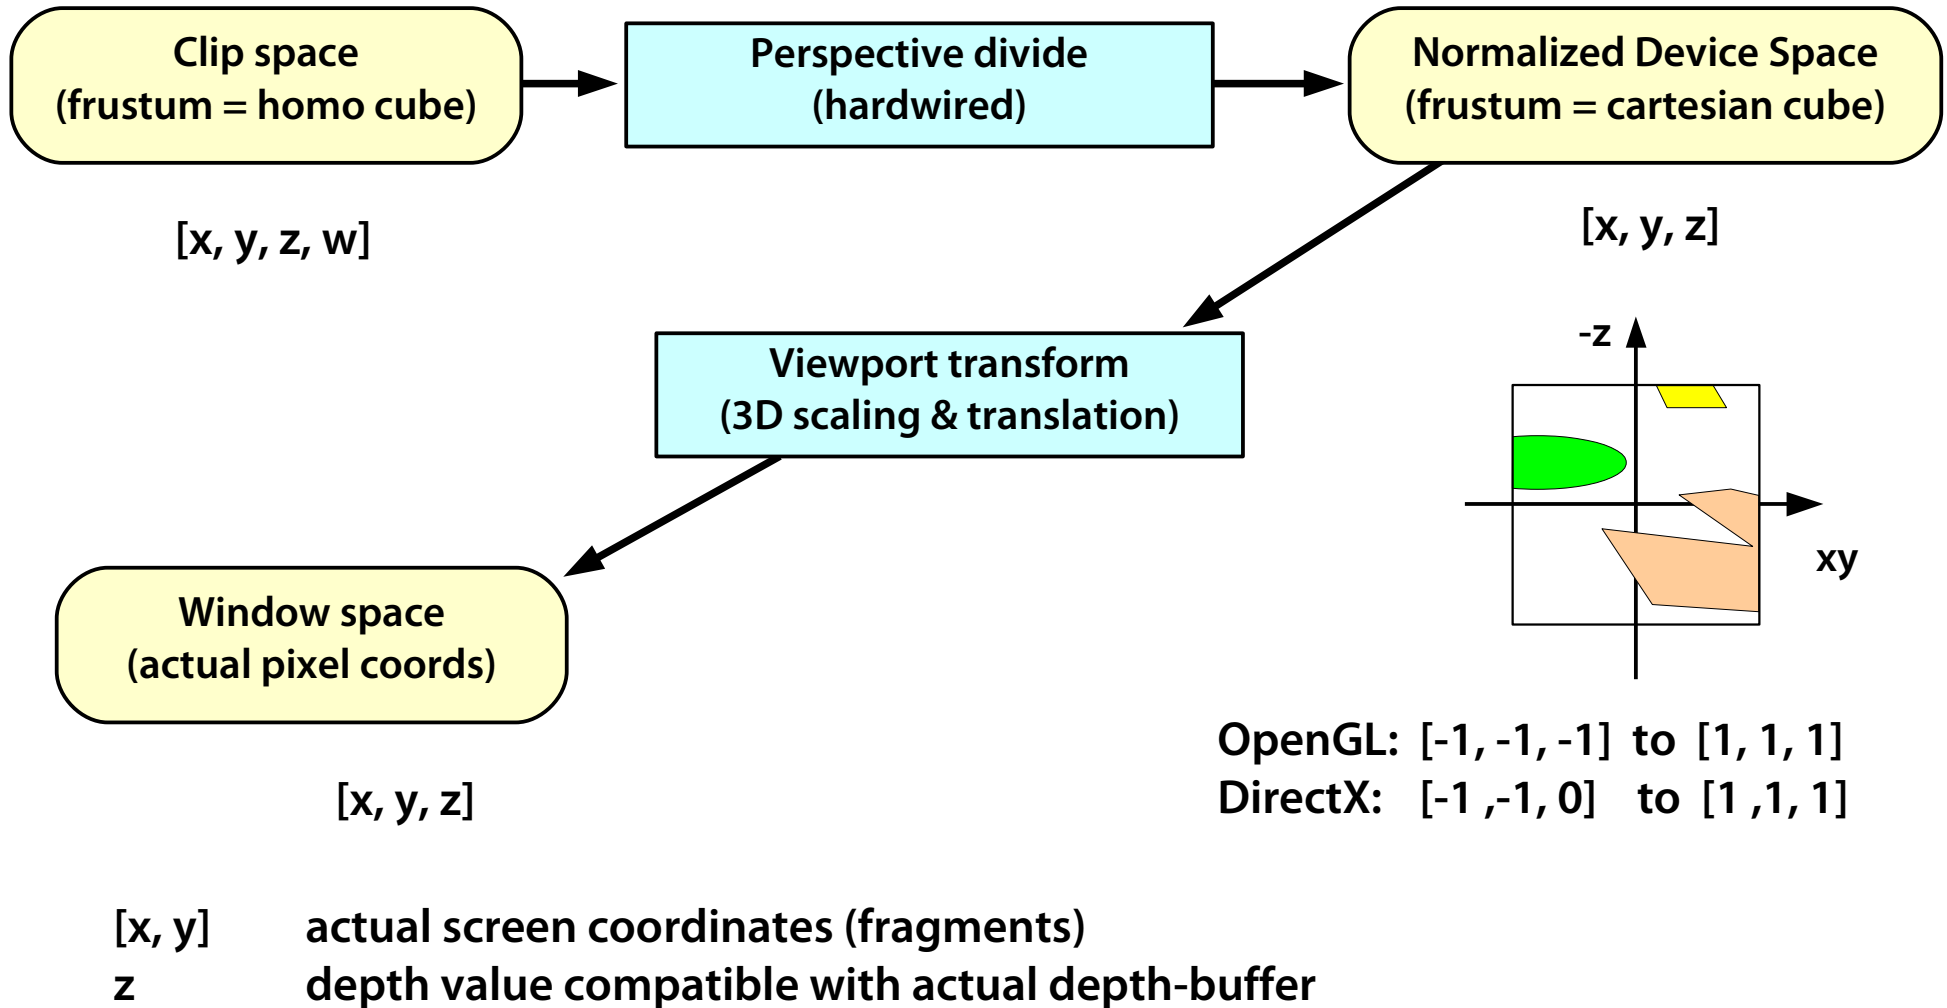 Clip space
(frustum = homo cube)
Perspective divide
(hardwired)
Normalized Device Space
(frustum = cartesian cube)
[x, y, z, w]
[x, y, z]
Viewport transform
(3D scaling & translation)
-z
xy
Window space
(actual pixel coords)
[x, y, z]
OpenGL: [-1, -1, -1] to [1, 1, 1]
DirectX: [-1 ,-1, 0] to [1 ,1, 1]
[x, y] actual screen coordinates (fragments)
z depth value compatible with actual depth-buffer